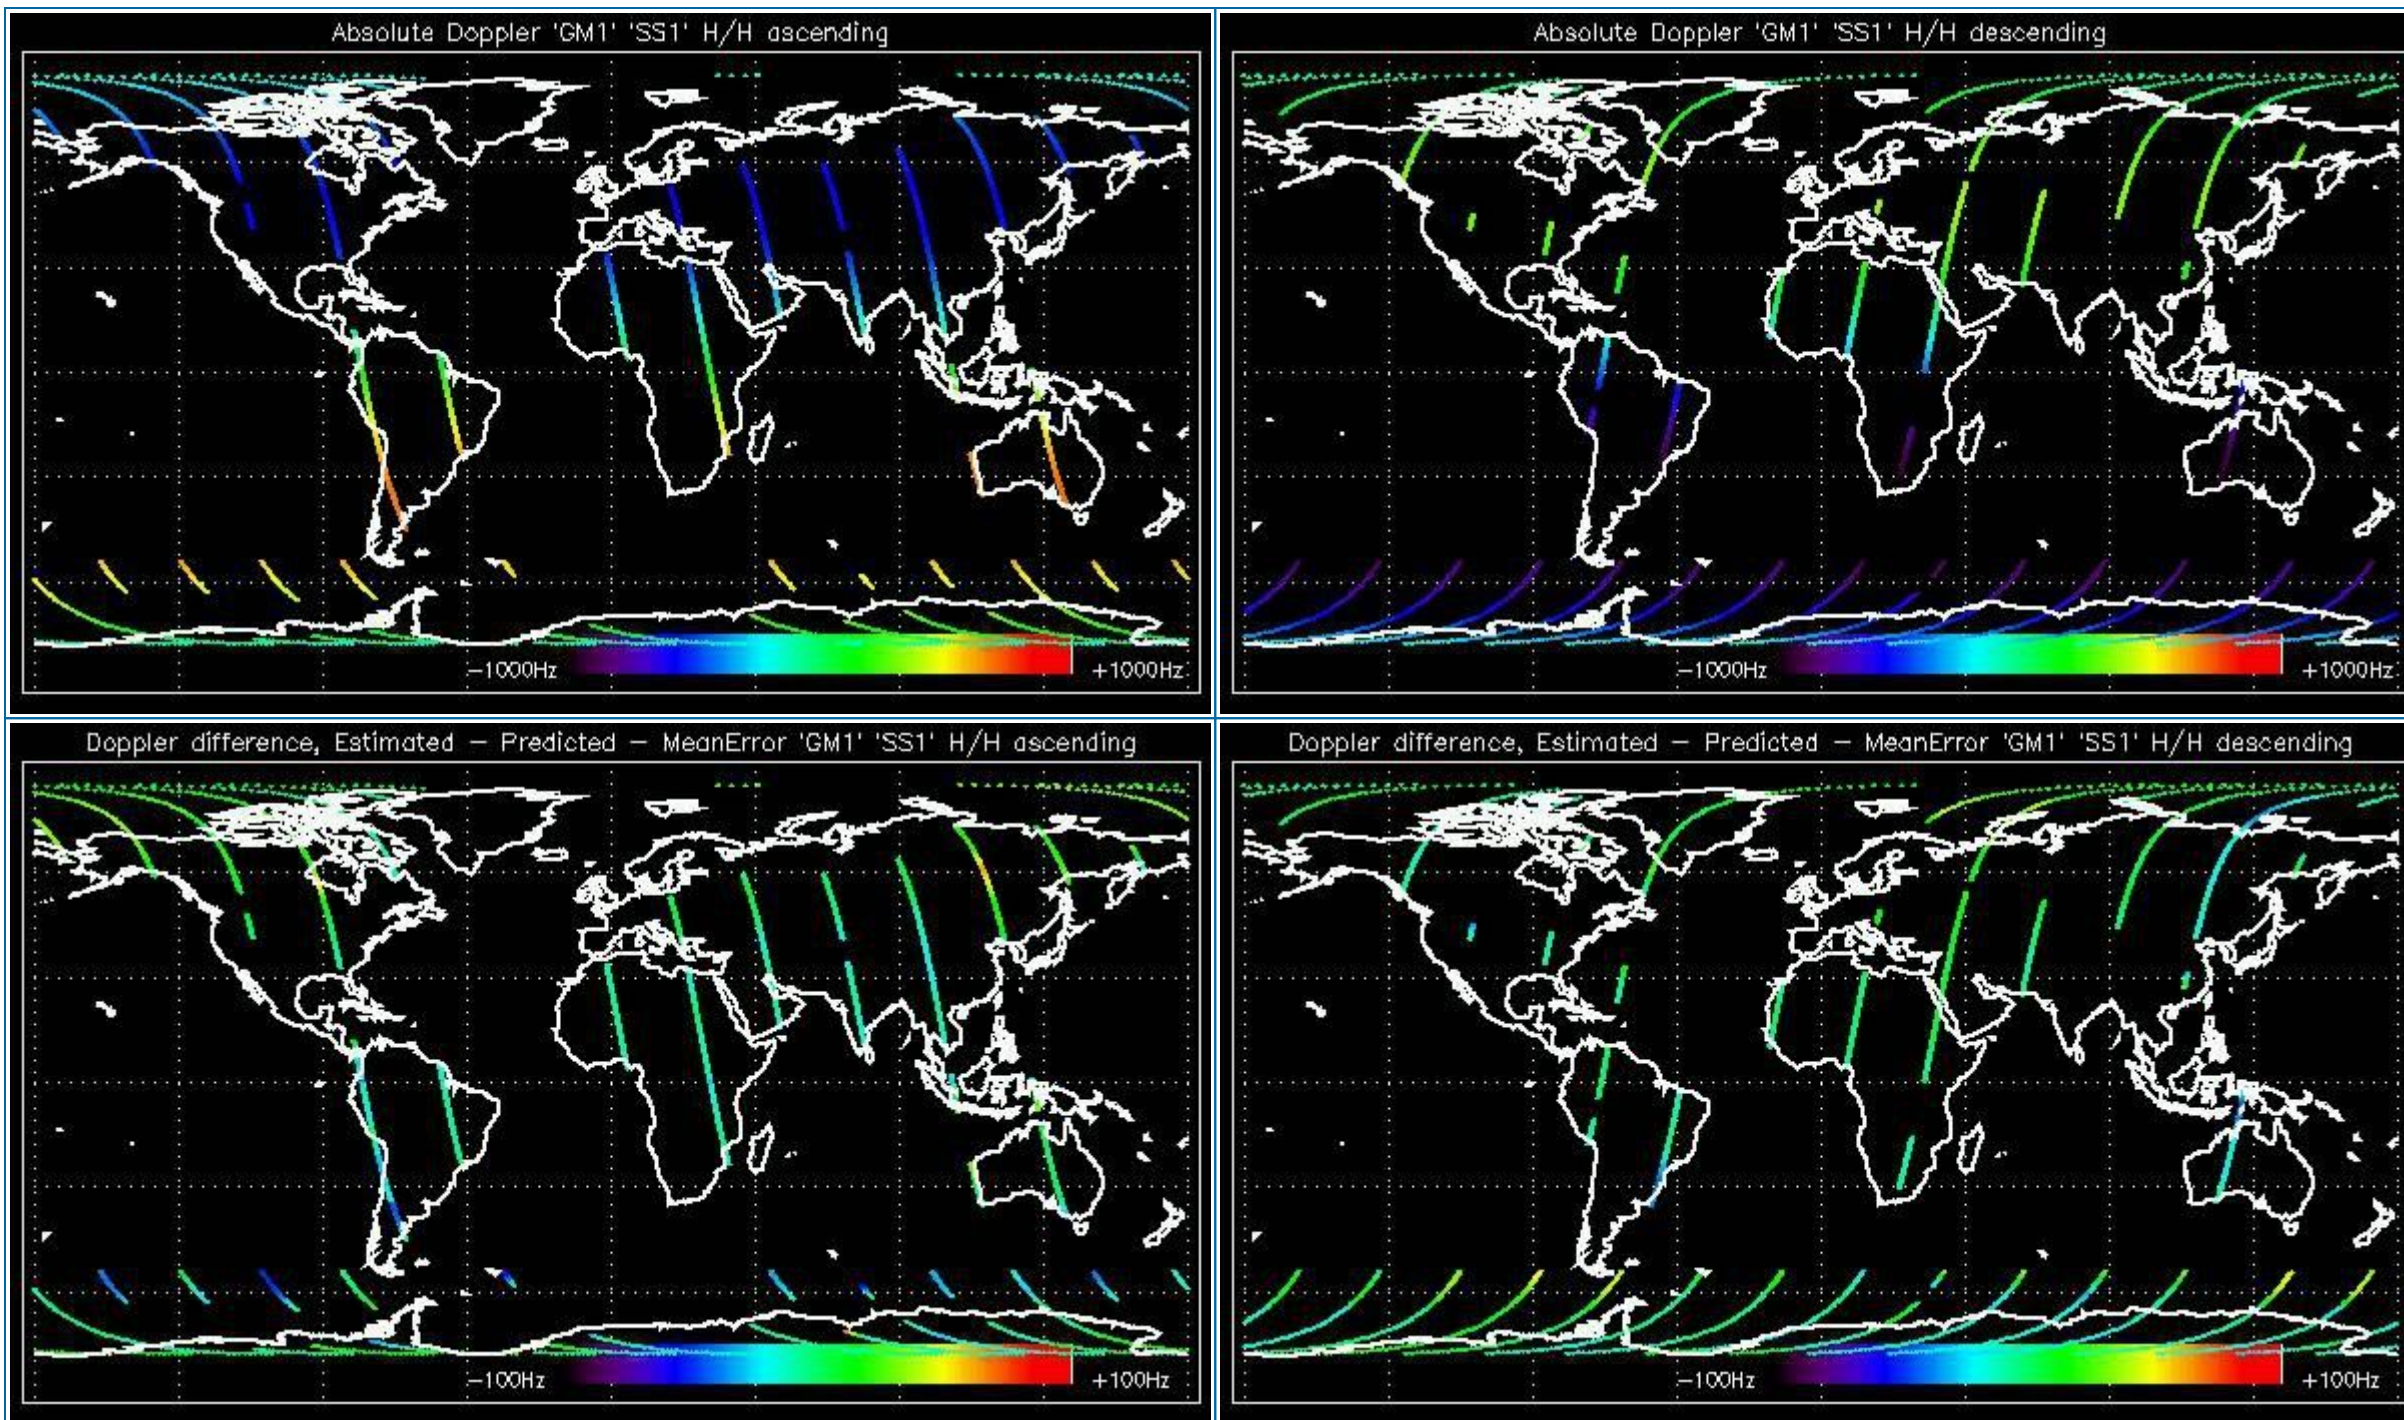 Absolute Doppler 'GM1' 'SS1' H/H ascending
-1000Hz
+1000Hz
Absolute Doppler 'GM1' 'SS1' H/H descending
-1000Hz
+1000Hz
Doppler difference, Estimated - Predicted - MeanError 'GM1' 'SS1' H/H ascending
-100Hz
+100Hz
Doppler difference, Estimated - Predicted - MeanError 'GM1' 'SS1' H/H descending
-100Hz
+100Hz